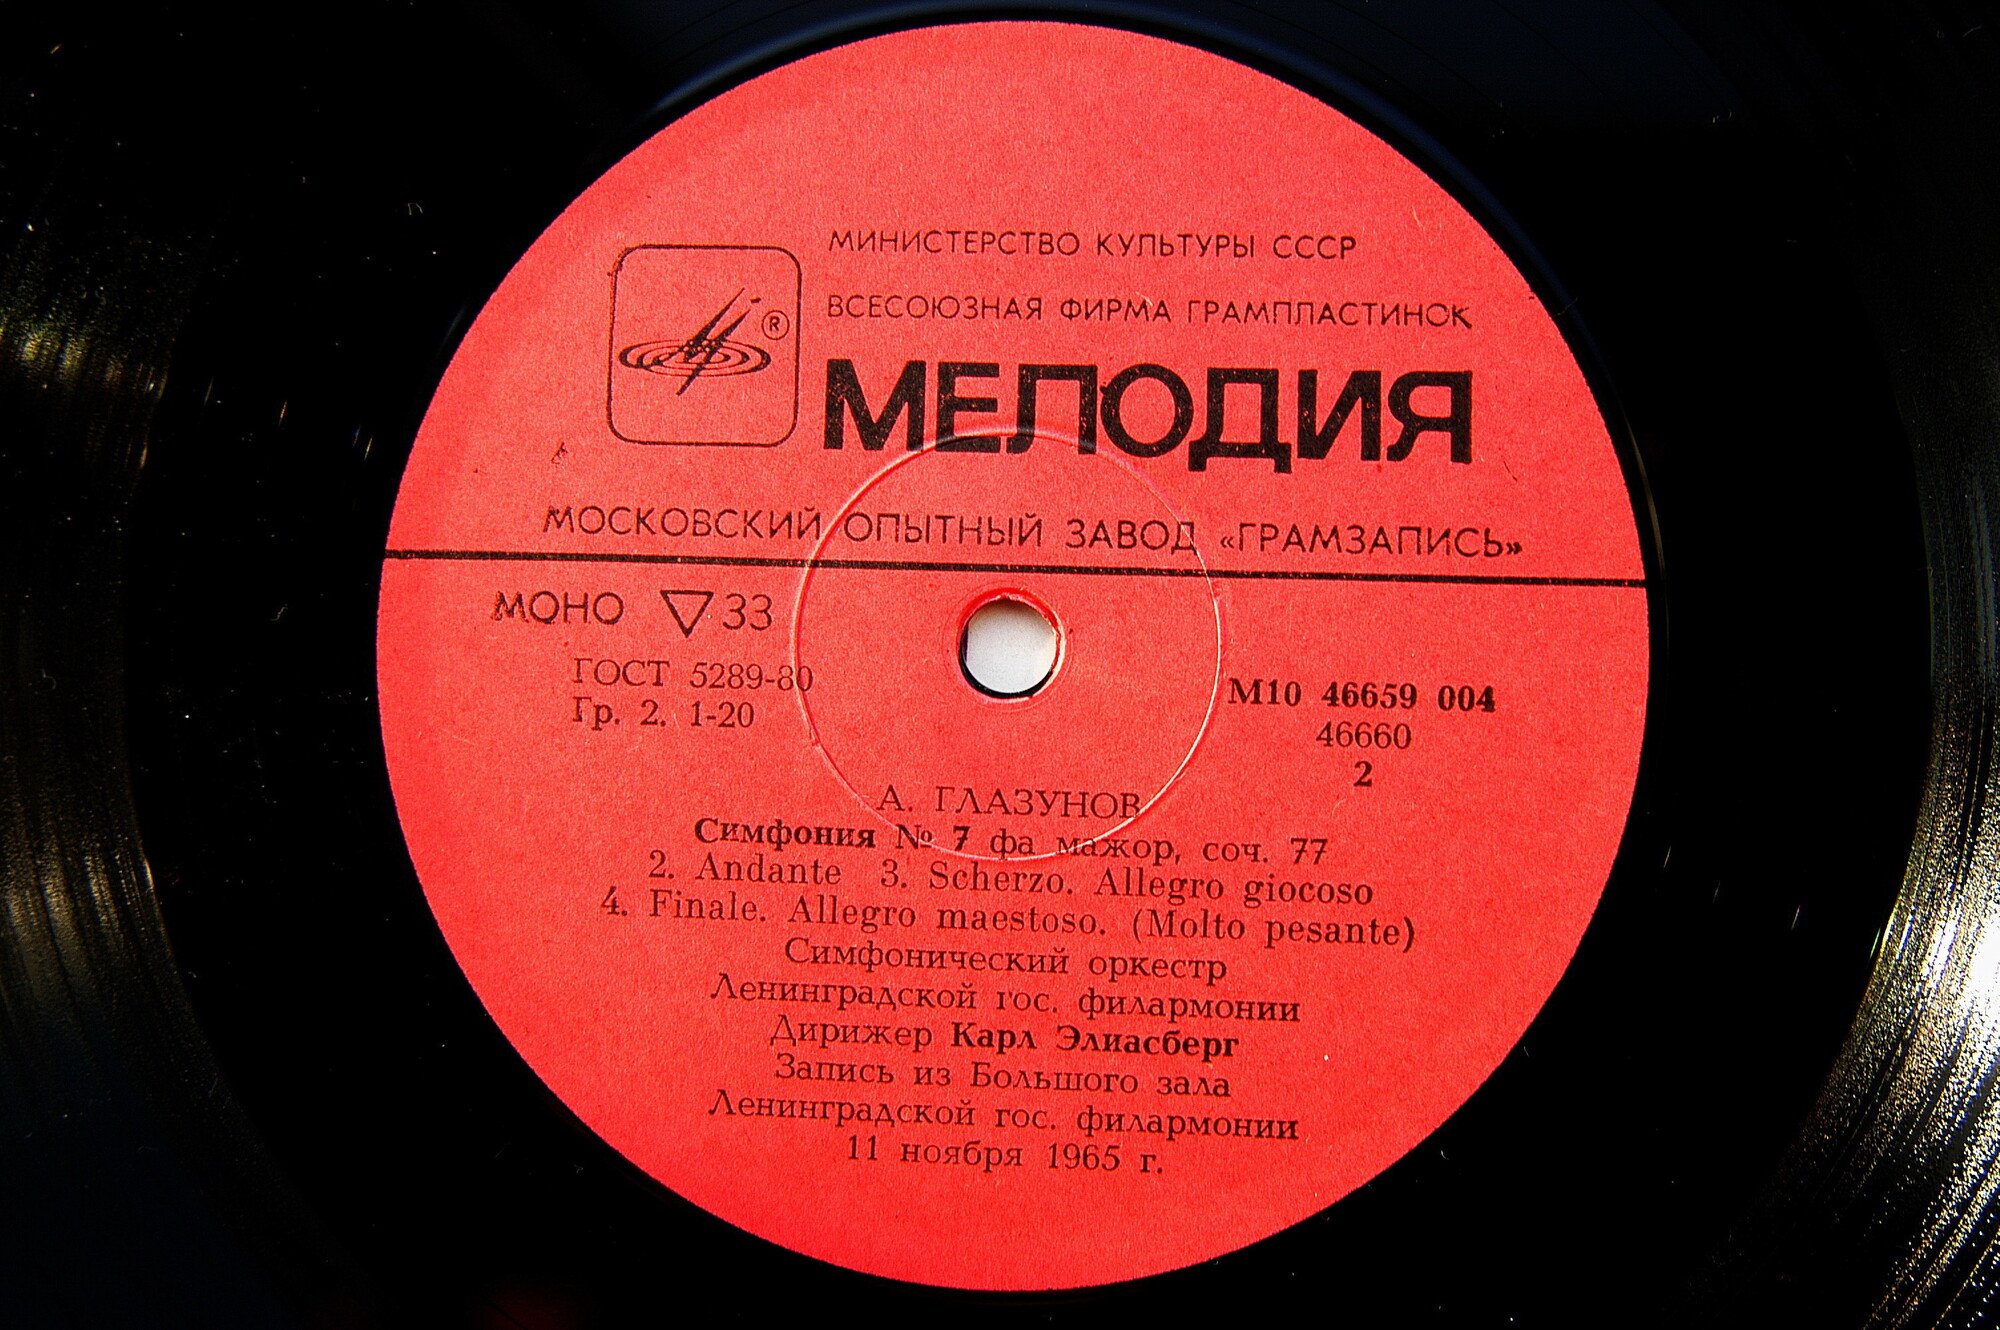 МИНИСТЕРСТВО КУЛЬТУРЫ СССР
ВСЕСОЮЗНАЯ ФИРМА ГРАМПЛАСТИНОК
®
МЕЛОДИЯ
МОСКОВСКИЙ ОПЫТНЫЙ ЗАВОД «ГРАМЗАПИСЬ»
МОНО ▽33
ГОСТ 5289-80
Гр. 2. 1-20
М10 46659 004
46660
2
А. ГЛАЗУНОВ
Симфония № 7 фа мажор, соч. 77
2. Andante 3. Scherzo. Allegro giocoso
4. Finale. Allegro maestoso. (Molto pesante)
Симфонический оркестр
Ленинградской гос. филармонии
Дирижер Карл Элиасберг
Запись из Большого зала
Ленинградской гос. филармонии
11 ноября 1965 г.